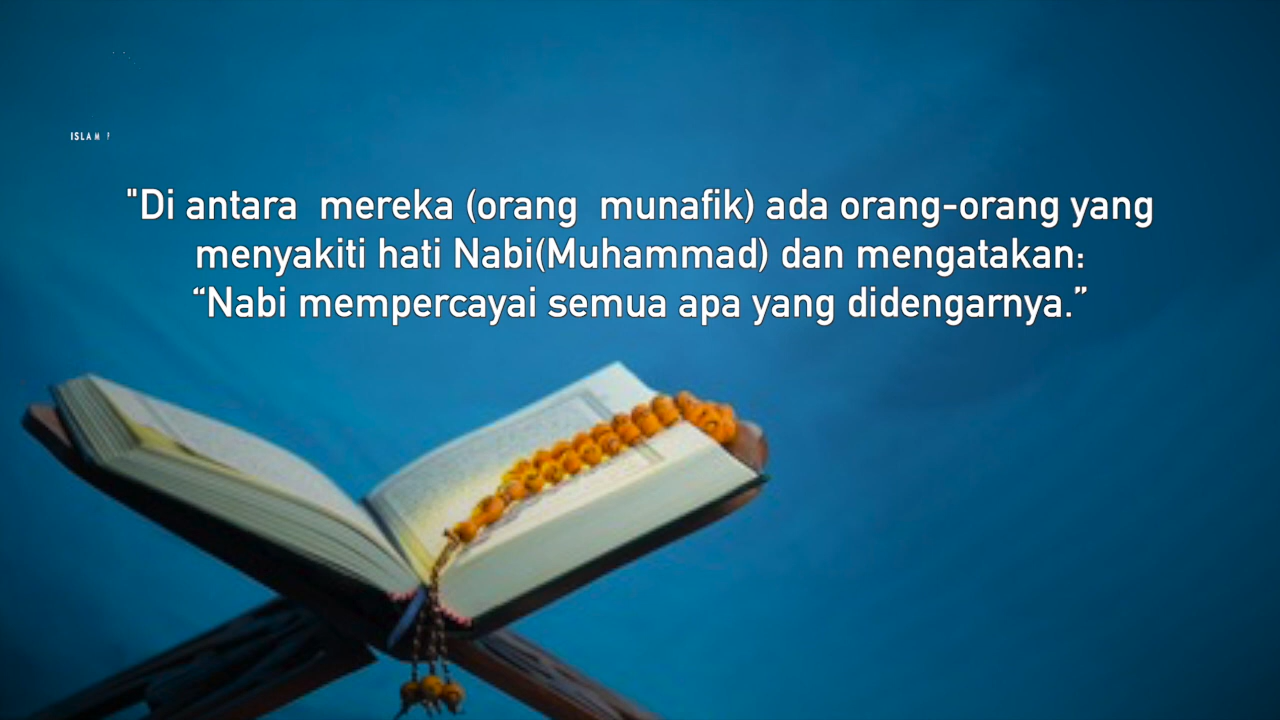 ISLAM
"Di antara mereka (orang munafik) ada orang-orang yang
menyakiti hati Nabi(Muhammad) dan mengatakan:
“Nabi mempercayai semua apa yang didengarnya.”